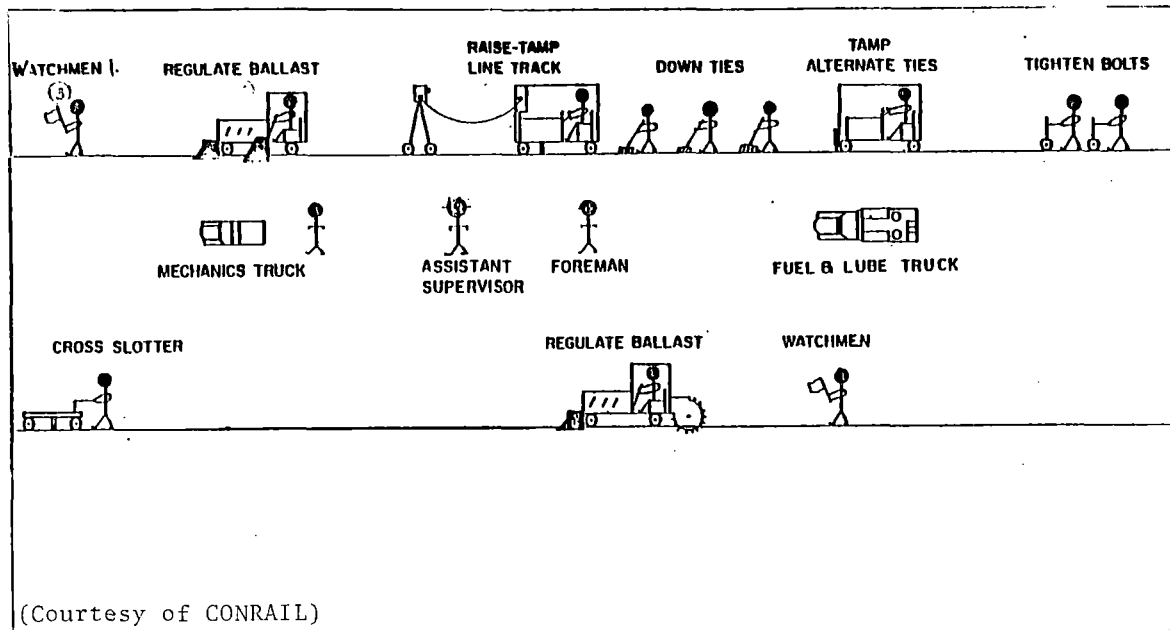 WATCHMEN 1.
(3)
REGULATE BALLAST
RAISE-TAMP
LINE TRACK
DOWN TIES
TAMP
ALTERNATE TIES
TIGHTEN BOLTS
MECHANICS TRUCK
ASSISTANT
SUPERVISOR
FOREMAN
FUEL & LUBE TRUCK
CROSS SLOTTER
REGULATE BALLAST
WATCHMEN
(Courtesy of CONRAIL)